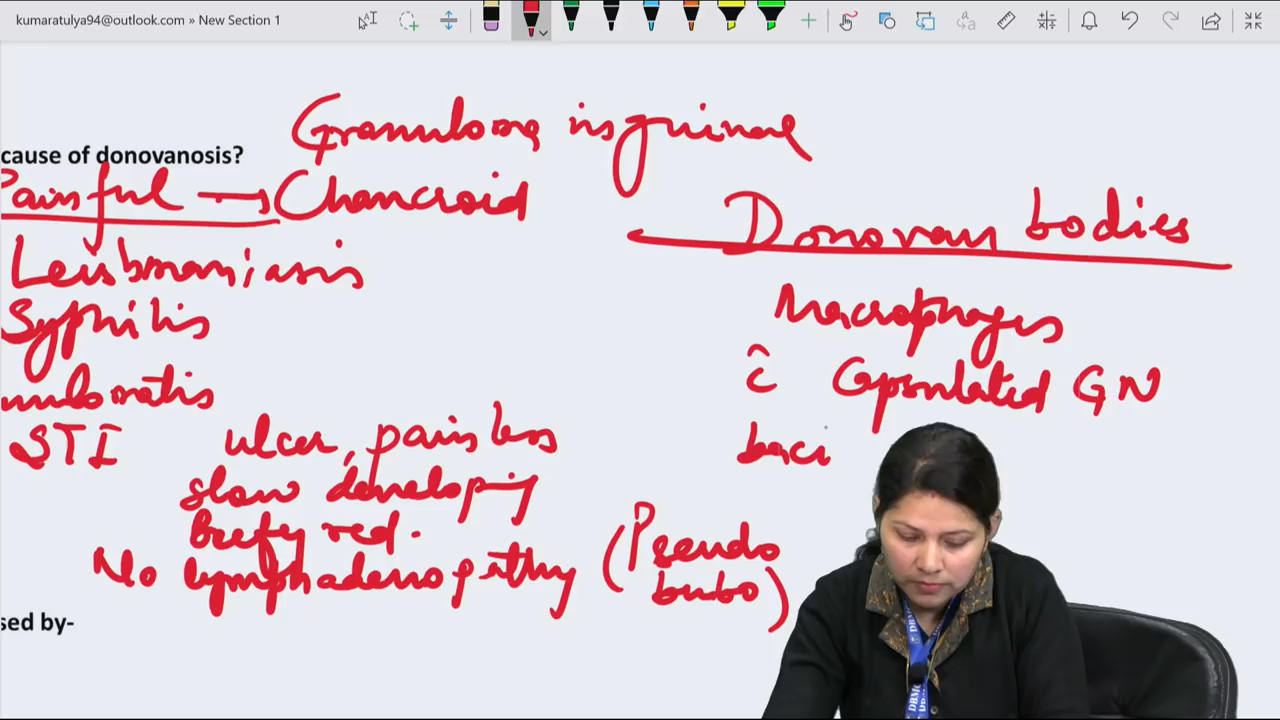 kumaratulya94@outlook.com » New Section 1
Granuloma inguinale
cause of donovanosis?
Painful → Chancroid
Donovan bodies
Leishmaniasis
Macrophages
Syphilis
c̄ Capsulated GN
baci
nulomatis
STI
ulcer, painless
slow developing
beefy red.
No lymphadenopathy (Pseudo
bubo)
sed by-